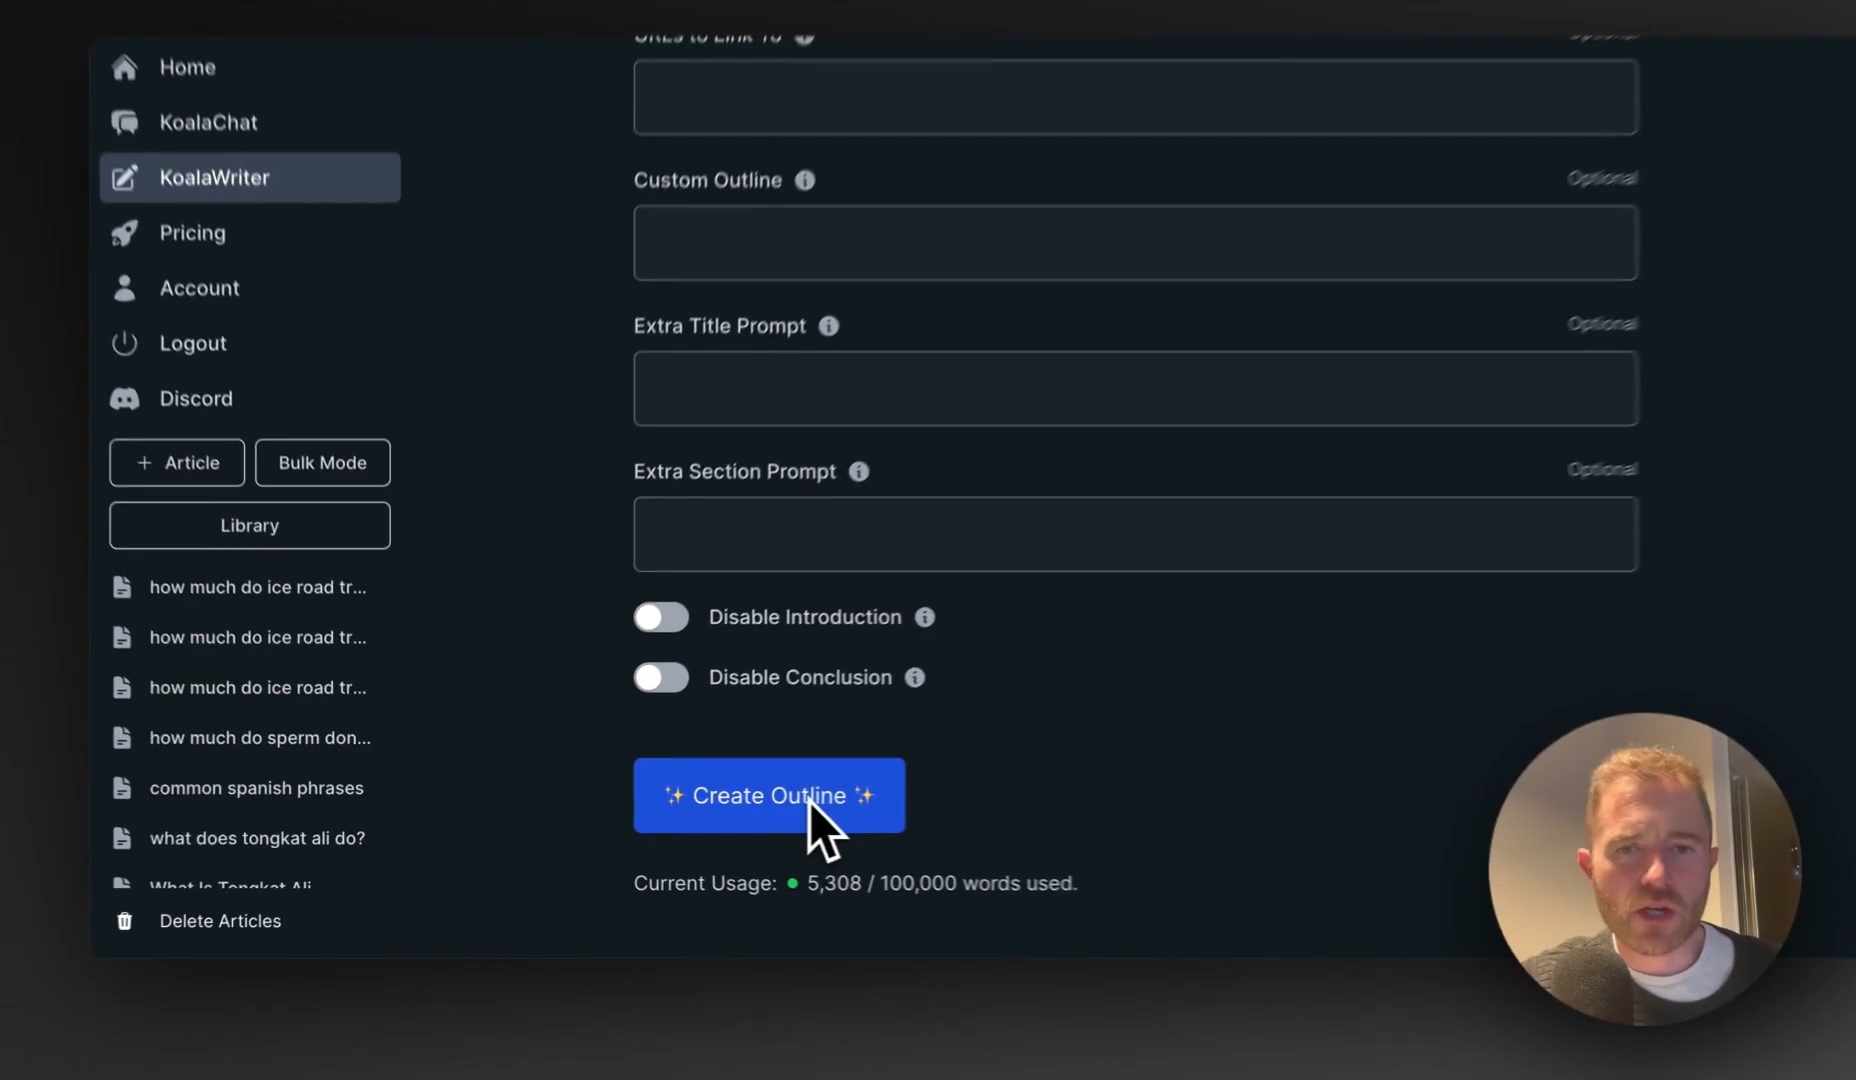 Home
KoalaChat
KoalaWriter
Pricing
Account
Logout
Discord
+ Article
Bulk Mode
Library
how much do ice road tr...
how much do ice road tr...
how much do ice road tr...
how much do sperm don...
common spanish phrases
what does tongkat ali do?
What Is Tongkat Ali
Delete Articles
URLs to Link To
Optional
Custom Outline
Optional
Extra Title Prompt
Optional
Extra Section Prompt
Optional
Disable Introduction
Disable Conclusion
✨ Create Outline ✨
Current Usage: 5,308 / 100,000 words used.